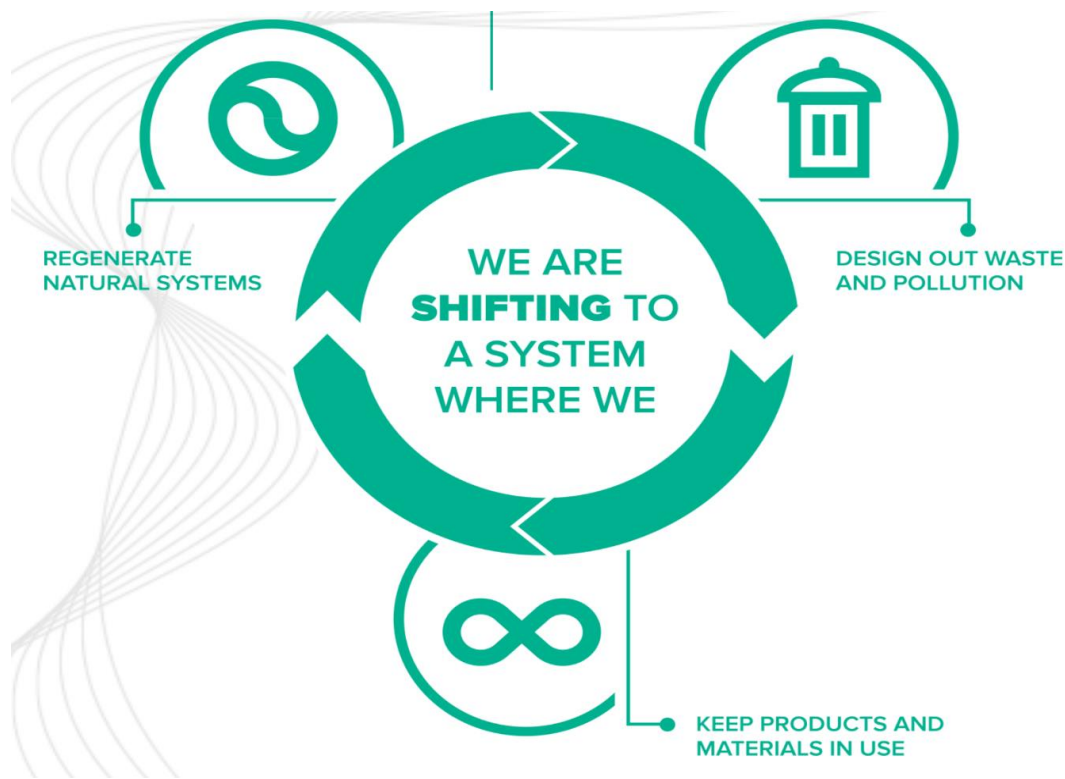 REGENERATE
NATURAL SYSTEMS
DESIGN OUT WASTE
AND POLLUTION
WE ARE
SHIFTING TO
A SYSTEM
WHERE WE
KEEP PRODUCTS AND
MATERIALS IN USE